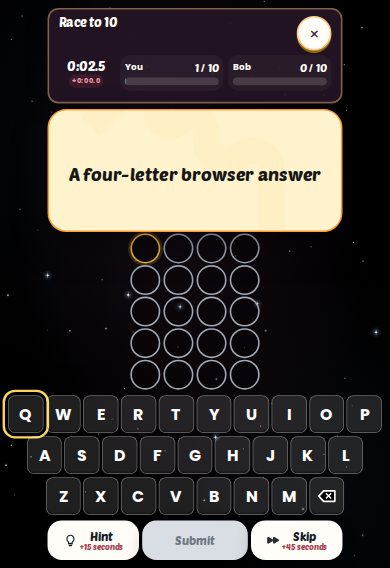 Race to 10
×
0:02.5
+0:00.0
You 1 / 10
Bob 0 / 10
A four-letter browser answer
Q W E R T Y U I O P
A S D F G H J K L
Z X C V B N M
Hint
+15 seconds
Submit
Skip
+45 seconds